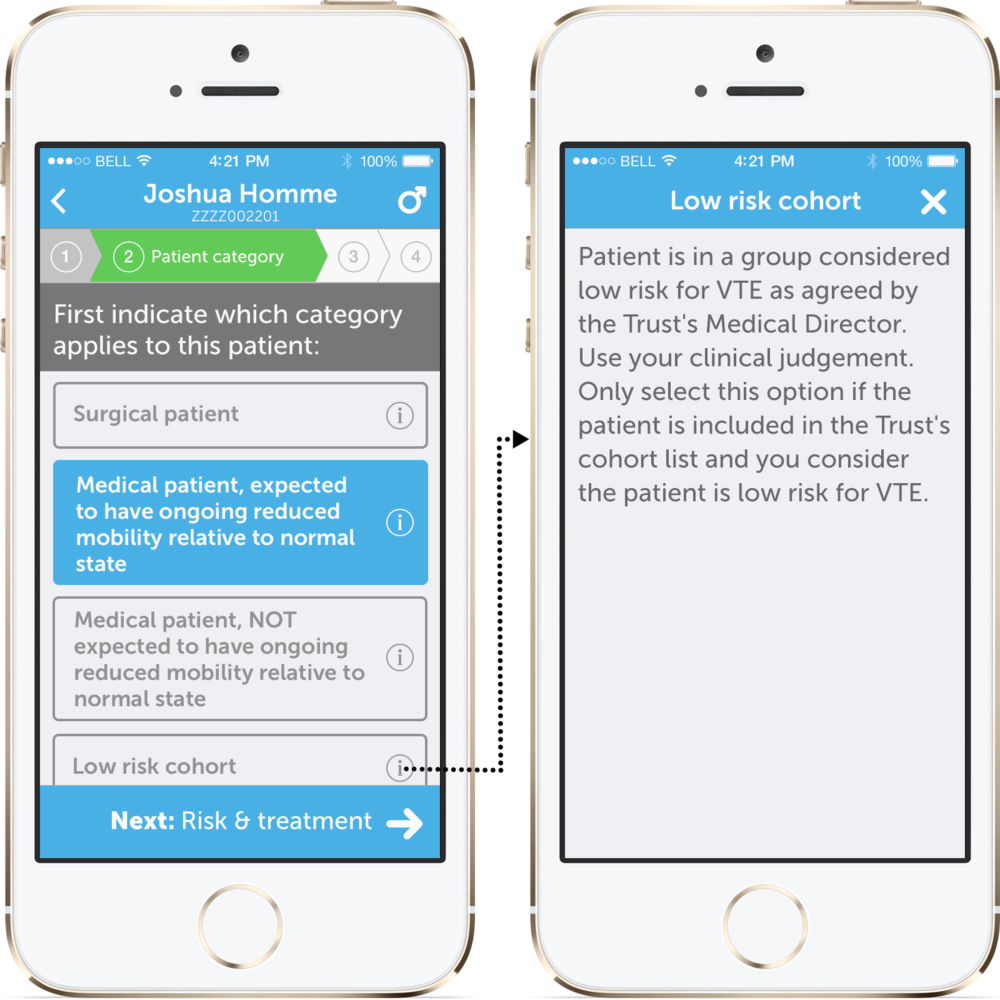 BELL 4:21 PM 100%
Joshua Homme
ZZZZ002201
1 2 Patient category 3 4
First indicate which category
applies to this patient:
Surgical patient i
Medical patient, expected
to have ongoing reduced
mobility relative to normal
state
i
Medical patient, NOT
expected to have ongoing
reduced mobility relative to
normal state
i
Low risk cohort i
Next: Risk & treatment
BELL 4:21 PM 100%
Low risk cohort
Patient is in a group considered
low risk for VTE as agreed by
the Trust's Medical Director.
Use your clinical judgement.
Only select this option if the
patient is included in the Trust's
cohort list and you consider
the patient is low risk for VTE.